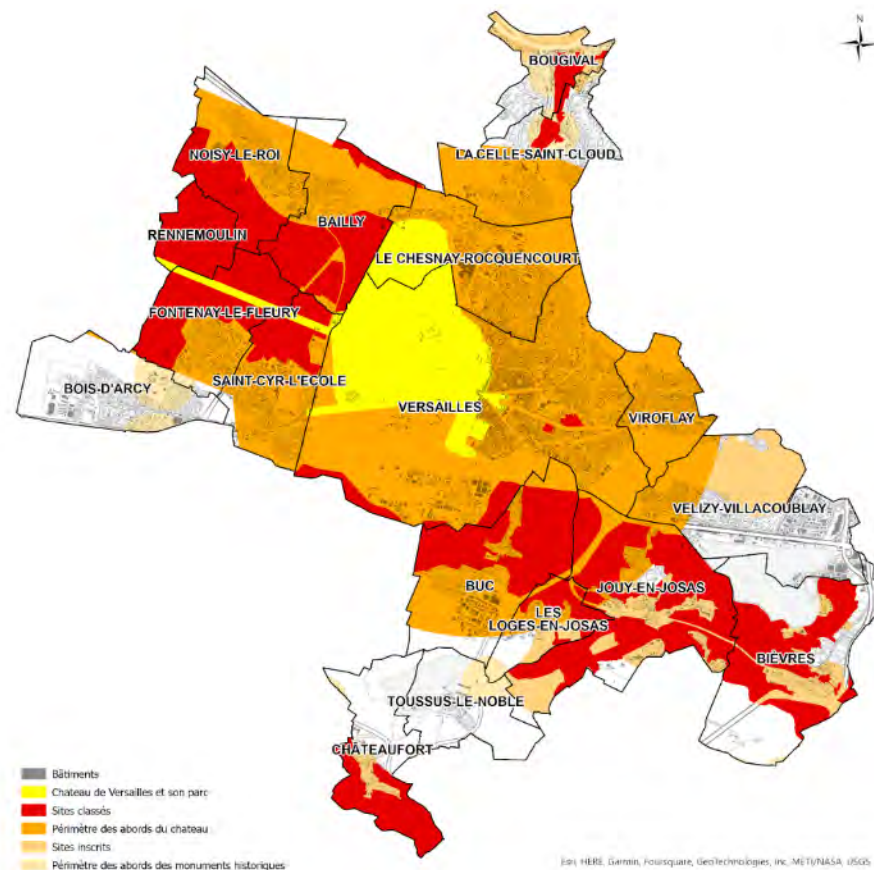 N
BOUGIVAL
LA CELLE-SAINT-CLOUD
NOISY-LE-ROI
BAILLY
RENNEMOULIN
LE CHESNAY-ROCQUENCOURT
FONTENAY-LE-FLEURY
SAINT-CYR-L'ECOLE
BOIS-D'ARCY
VERSAILLES
VIROFLAY
VELIZY-VILLACOUBLAY
BUC
JOUY-EN-JOSAS
LES
LOGES-EN-JOSAS
BIÈVRES
TOUSSUS-LE-NOBLE
CHÂTEAUFORT
Bâtiments
Chateau de Versailles et son parc
Sites classés
Périmètre des abords du chateau
Sites inscrits
Périmètre des abords des monuments historiques
Esri, HERE, Garmin, Foursquare, GeoTechnologies, Inc, METI/NASA, USGS